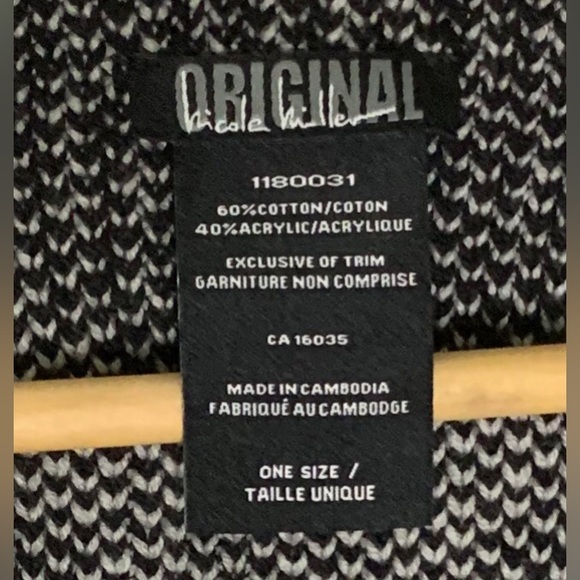 ORIGINAL
Nicole Miller
1180031
60%COTTON/COTON
40%ACRYLIC/ACRYLIQUE
EXCLUSIVE OF TRIM
GARNITURE NON COMPRISE
CA 16035
MADE IN CAMBODIA
FABRIQUÊ AU CAMBODGE
ONE SIZE /
TAILLE UNIQUE